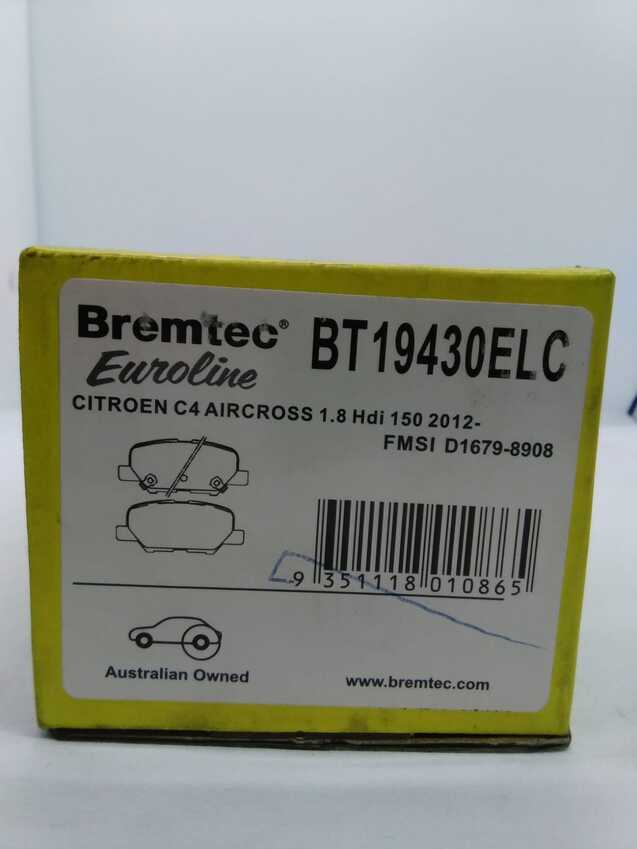 Bremtec® BT19430ELC
Euroline
CITROEN C4 AIRCROSS 1.8 Hdi 150 2012-
FMSI D1679-8908
9 351118 010865
Australian Owned
www.bremtec.com